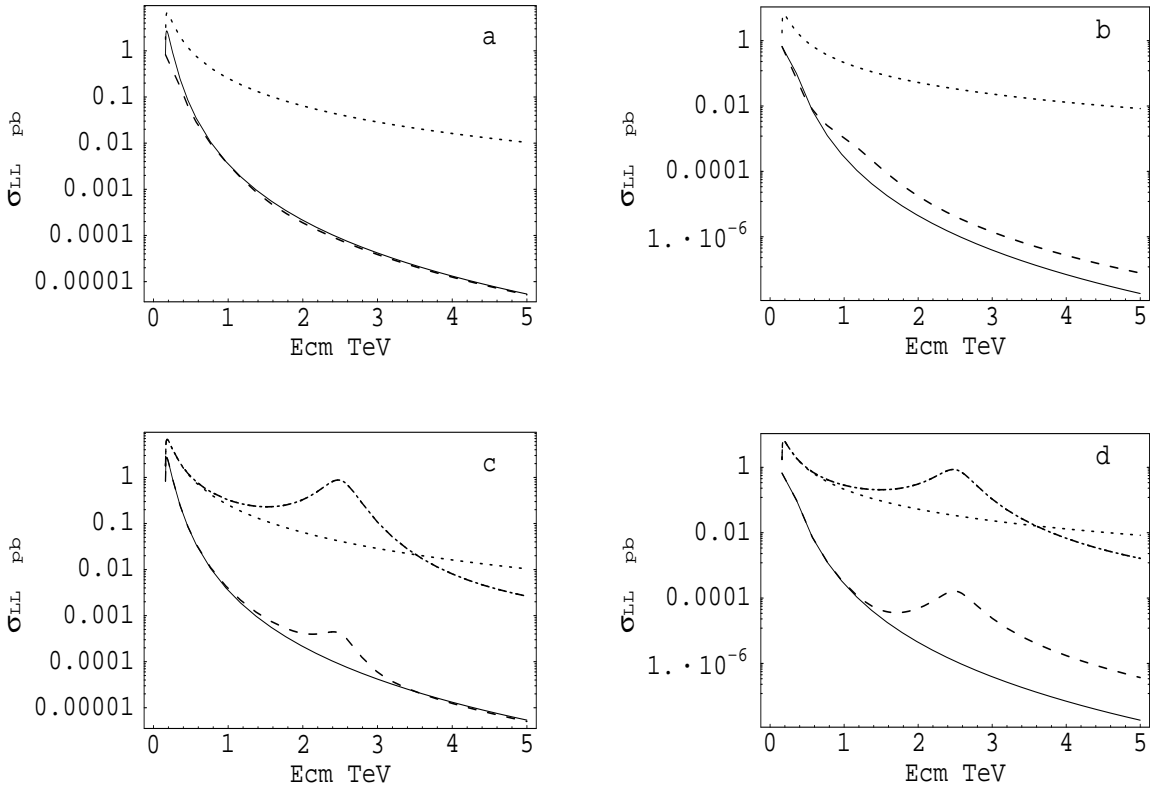 a
1
0.1
0.01
0.001
0.0001
0.00001
σLL pb
0 1 2 3 4 5
Ecm TeV
b
1
0.01
0.0001
1. · 10^-6
σLL pb
0 1 2 3 4 5
Ecm TeV
c
1
0.1
0.01
0.001
0.0001
0.00001
σLL pb
0 1 2 3 4 5
Ecm TeV
d
1
0.01
0.0001
1. · 10^-6
σLL pb
0 1 2 3 4 5
Ecm TeV